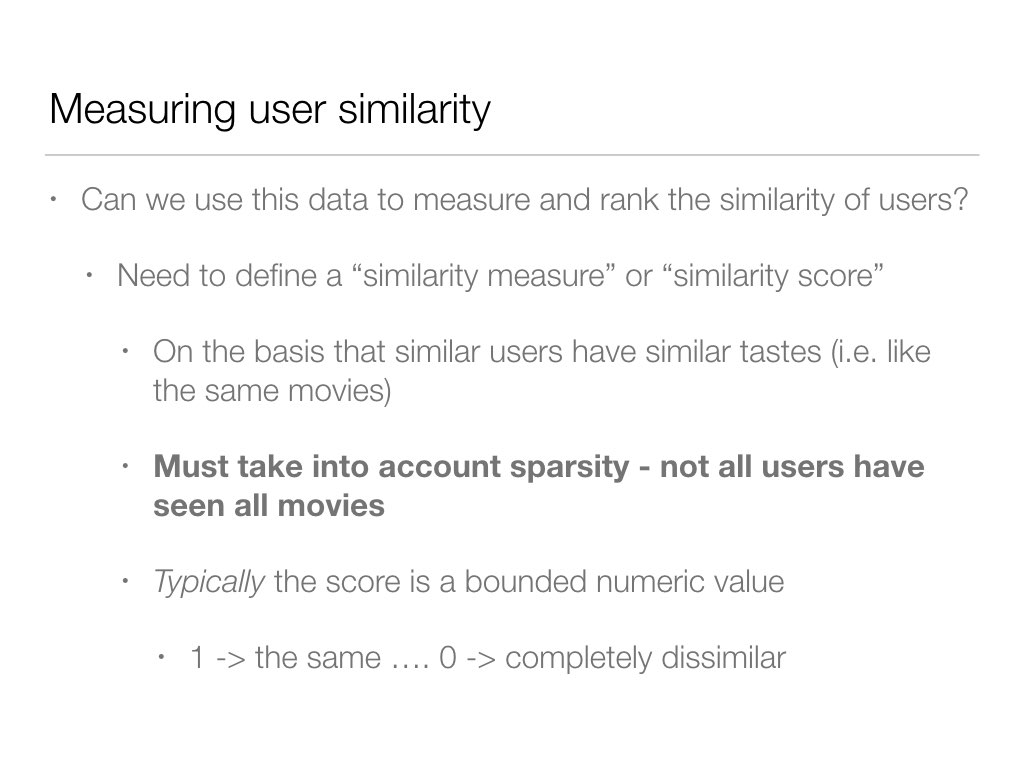 Measuring user similarity
• Can we use this data to measure and rank the similarity of users?
• Need to define a “similarity measure” or “similarity score”
• On the basis that similar users have similar tastes (i.e. like
the same movies)
• Must take into account sparsity - not all users have
seen all movies
• Typically the score is a bounded numeric value
• 1 -> the same …. 0 -> completely dissimilar